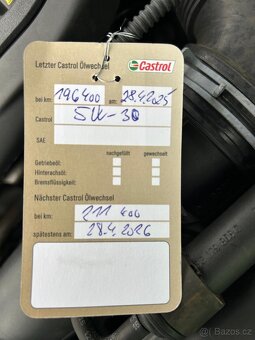 Letzter Castrol Ölwechsel
Castrol
bei km: 196400 am: 28.4.2025
Castrol 5W-30
SAE
nachgefüllt gewechselt
Getriebeöl:
Hinterachsöl:
Bremsflüssigkeit:
Nächster Castrol Ölwechsel
bei km: 211 400
spätestens am: 28.4.2026
Bazos.cz